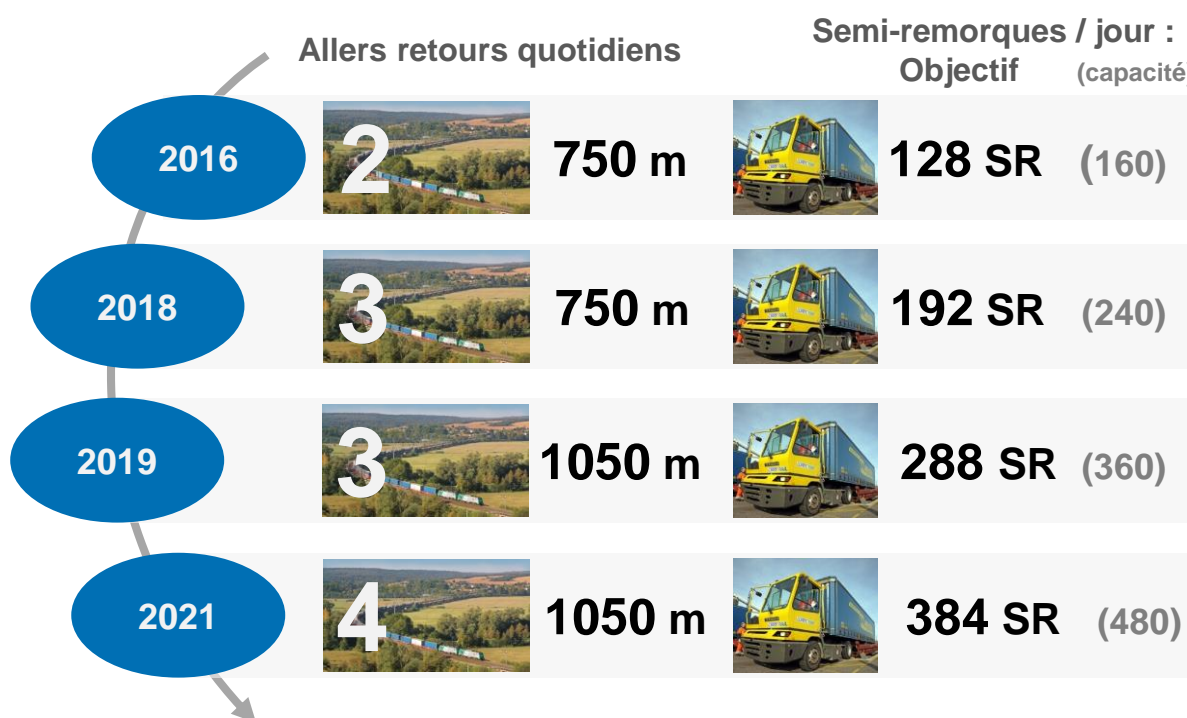 Allers retours quotidiens
Semi-remorques / jour :
Objectif (capacité)
2016 2 750 m 128 SR (160)
2018 3 750 m 192 SR (240)
2019 3 1050 m 288 SR (360)
2021 4 1050 m 384 SR (480)